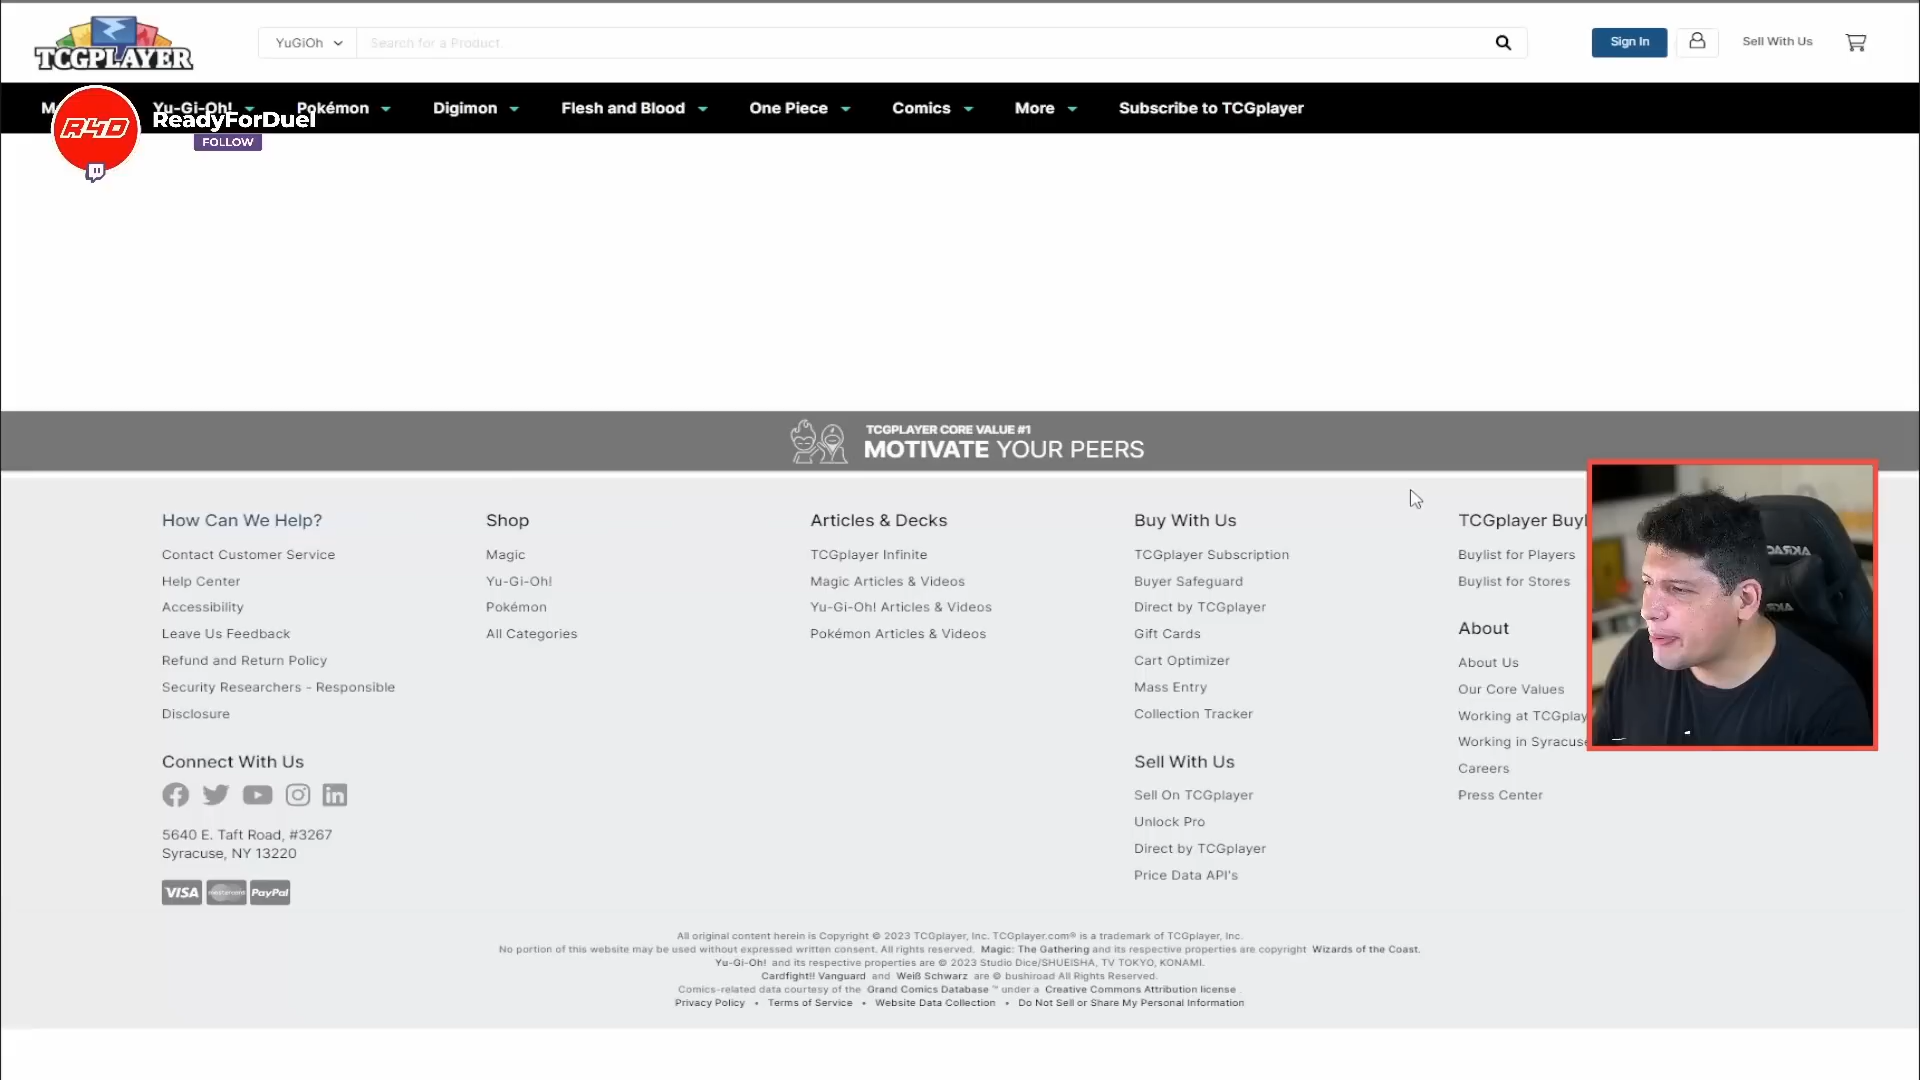 TCGPLAYER
YuGiOh
Search for a Product
Sign In
Sell With Us
M
Yu-Gi-Oh!
Pokémon
Digimon
Flesh and Blood
One Piece
Comics
More
Subscribe to TCGplayer
R4D
ReadyForDuel
FOLLOW
TCGPLAYER CORE VALUE #1
MOTIVATE YOUR PEERS
How Can We Help?
Contact Customer Service
Help Center
Accessibility
Leave Us Feedback
Refund and Return Policy
Security Researchers - Responsible
Disclosure
Connect With Us
5640 E. Taft Road, #3267
Syracuse, NY 13220
VISA
mastercard
PayPal
Shop
Magic
Yu-Gi-Oh!
Pokémon
All Categories
Articles & Decks
TCGplayer Infinite
Magic Articles & Videos
Yu-Gi-Oh! Articles & Videos
Pokémon Articles & Videos
Buy With Us
TCGplayer Subscription
Buyer Safeguard
Direct by TCGplayer
Gift Cards
Cart Optimizer
Mass Entry
Collection Tracker
Sell With Us
Sell On TCGplayer
Unlock Pro
Direct by TCGplayer
Price Data API's
TCGplayer Buyl
Buylist for Players
Buylist for Stores
About
About Us
Our Core Values
Working at TCGplay
Working in Syracuse
Careers
Press Center
AKRAC
All original content herein is Copyright © 2023 TCGplayer, Inc. TCGplayer.com® is a trademark of TCGplayer, Inc.
No portion of this website may be used without expressed written consent. All rights reserved. Magic: The Gathering and its respective properties are copyright Wizards of the Coast.
Yu-Gi-Oh! and its respective properties are © 2023 Studio Dice/SHUEISHA, TV TOKYO, KONAMI.
Cardfight!! Vanguard and Weiß Schwarz are © bushiroad All Rights Reserved.
Comics-related data courtesy of the Grand Comics Database ™ under a Creative Commons Attribution license
Privacy Policy • Terms of Service • Website Data Collection • Do Not Sell or Share My Personal Information